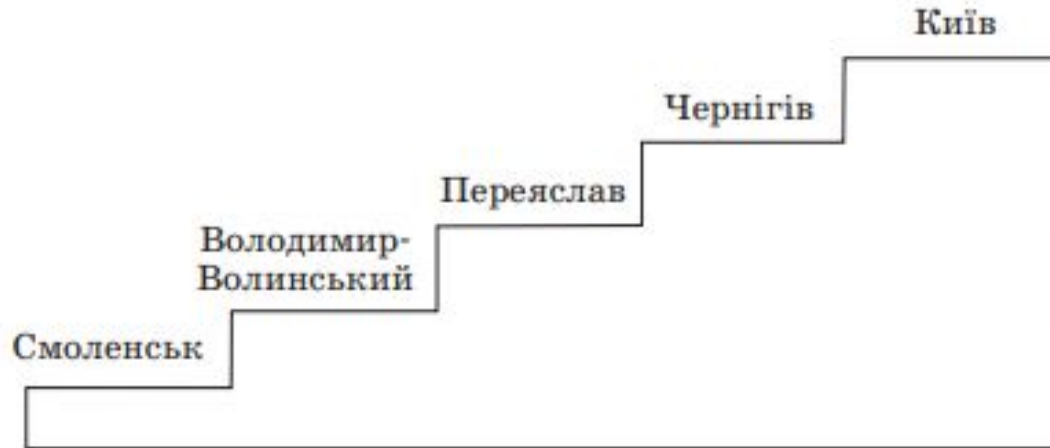 Київ
Чернігів
Переяслав
Володимир-
Волинський
Смоленськ